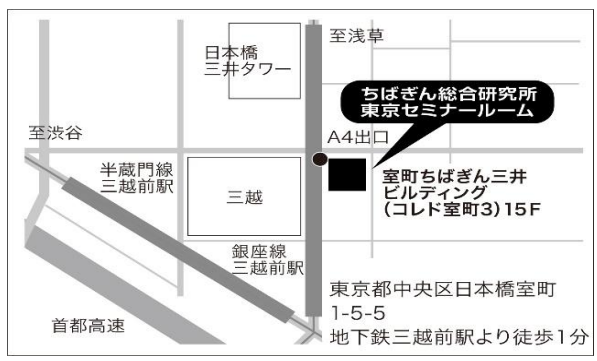 至浅草
日本橋
三井タワー
ちばぎん総合研究所
東京セミナールーム
至渋谷
A4出口
半蔵門線
三越前駅
三越
室町ちばぎん三井
ビルディング
(コレド室町3)15F
銀座線
三越前駅
東京都中央区日本橋室町
1-5-5
地下鉄三越前駅より徒歩1分
首都高速